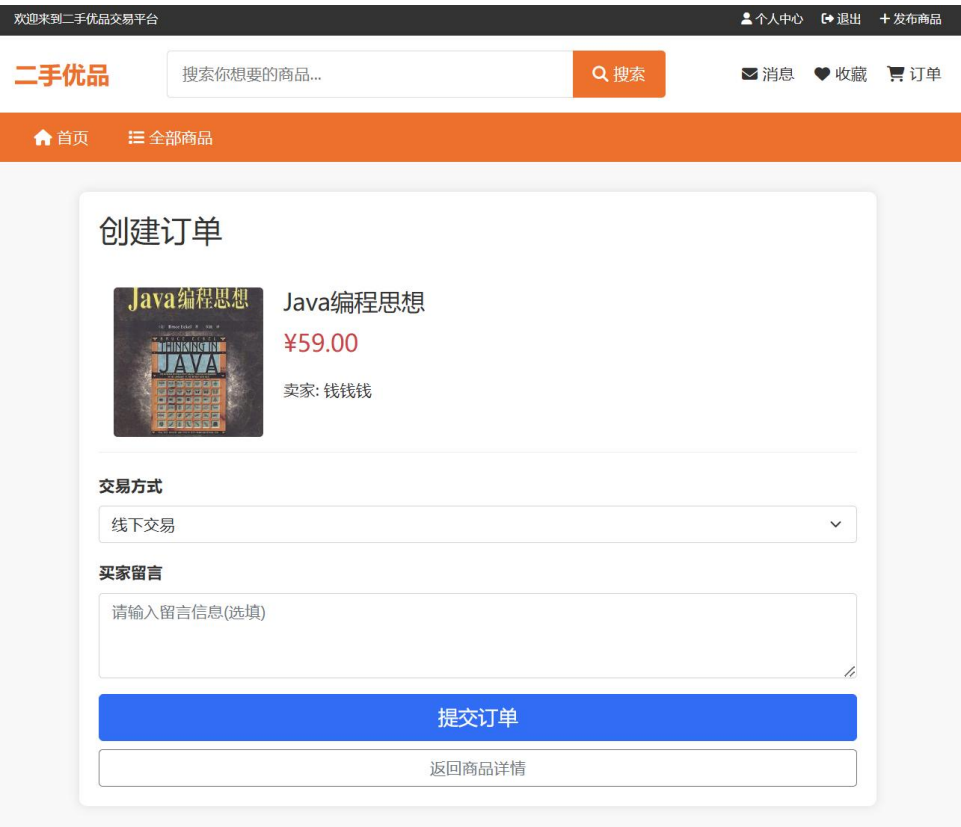 欢迎来到二手优品交易平台 个人中心 退出 发布商品
二手优品 搜索你想要的商品... 搜索 消息 收藏 订单
首页 全部商品
创建订单
Java编程思想
THINKING IN
JAVA
Java编程思想
¥59.00
卖家: 钱钱钱
交易方式
线下交易
买家留言
请输入留言信息(选填)
提交订单
返回商品详情